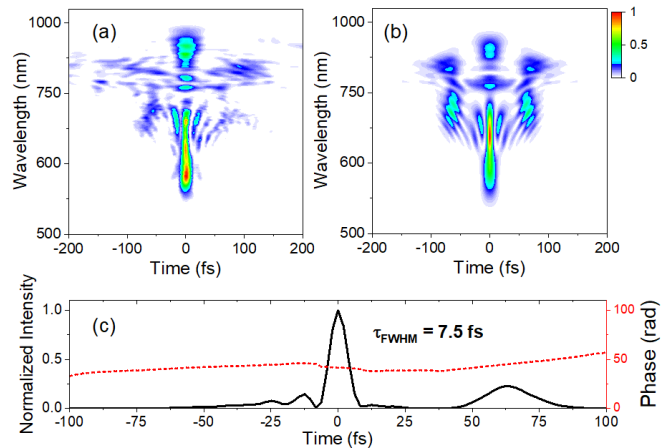 (a)
Wavelength (nm)
1000
750
600
500
-200 -100 0 100 200
Time (fs)
(b)
Wavelength (nm)
1000
750
600
500
-200 -100 0 100 200
Time (fs)
1
0.5
0
(c)
τFWHM = 7.5 fs
Normalized Intensity
1.0
0.5
0.0
-100 -75 -50 -25 0 25 50 75 100
Time (fs)
100
50
0
Phase (rad)